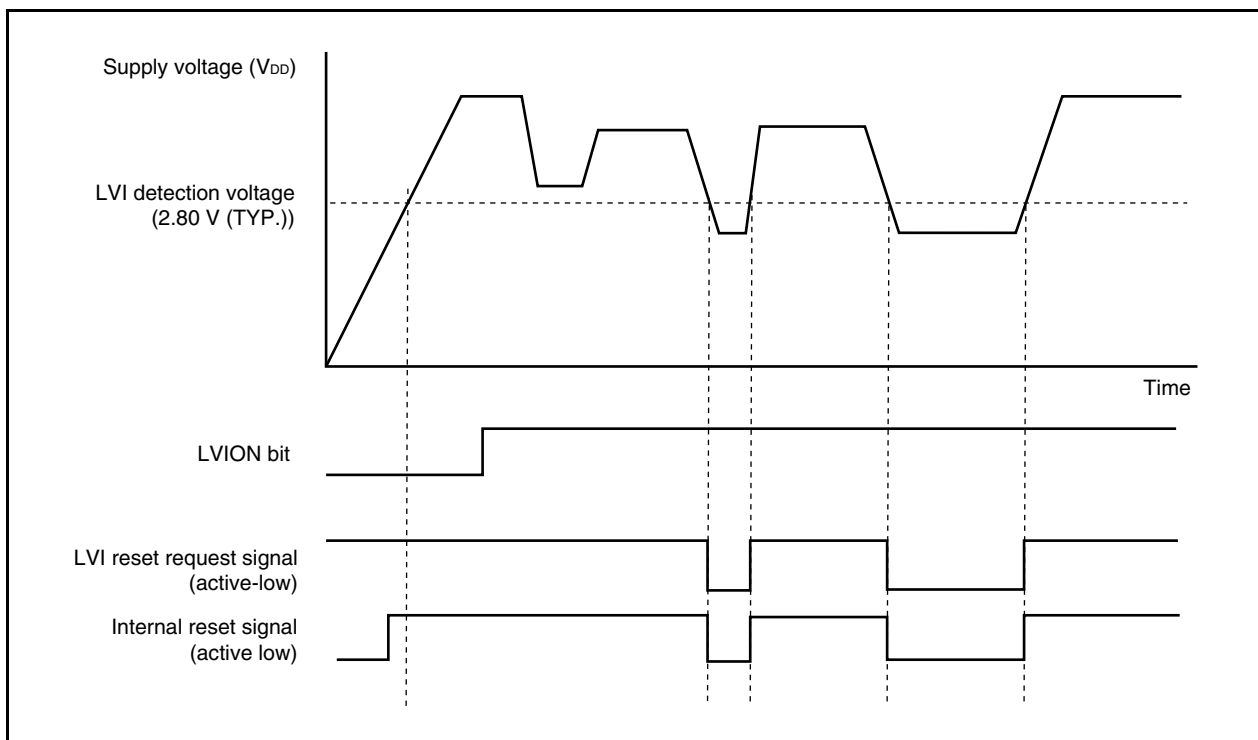 Supply voltage (VDD)
LVI detection voltage
(2.80 V (TYP.))
Time
LVION bit
LVI reset request signal
(active-low)
Internal reset signal
(active low)